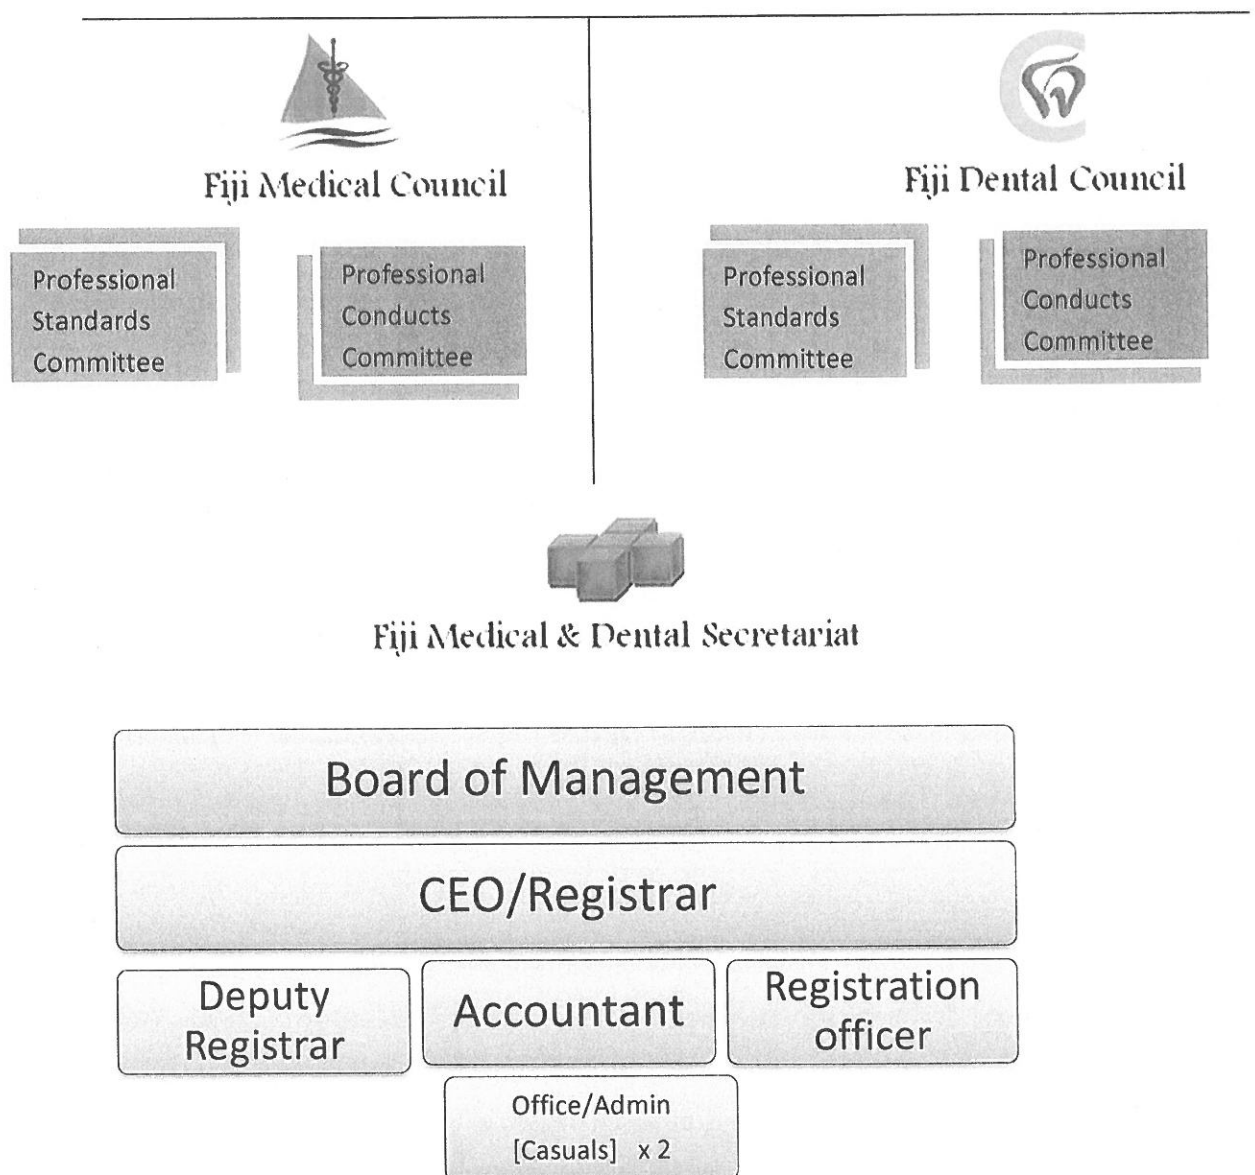 Fiji Medical Council
Professional
Standards
Committee
Professional
Conducts
Committee
Fiji Dental Council
Professional
Standards
Committee
Professional
Conducts
Committee
Fiji Medical & Dental Secretariat
Board of Management
CEO/Registrar
Deputy
Registrar
Accountant
Registration
officer
Office/Admin
[Casuals] x 2